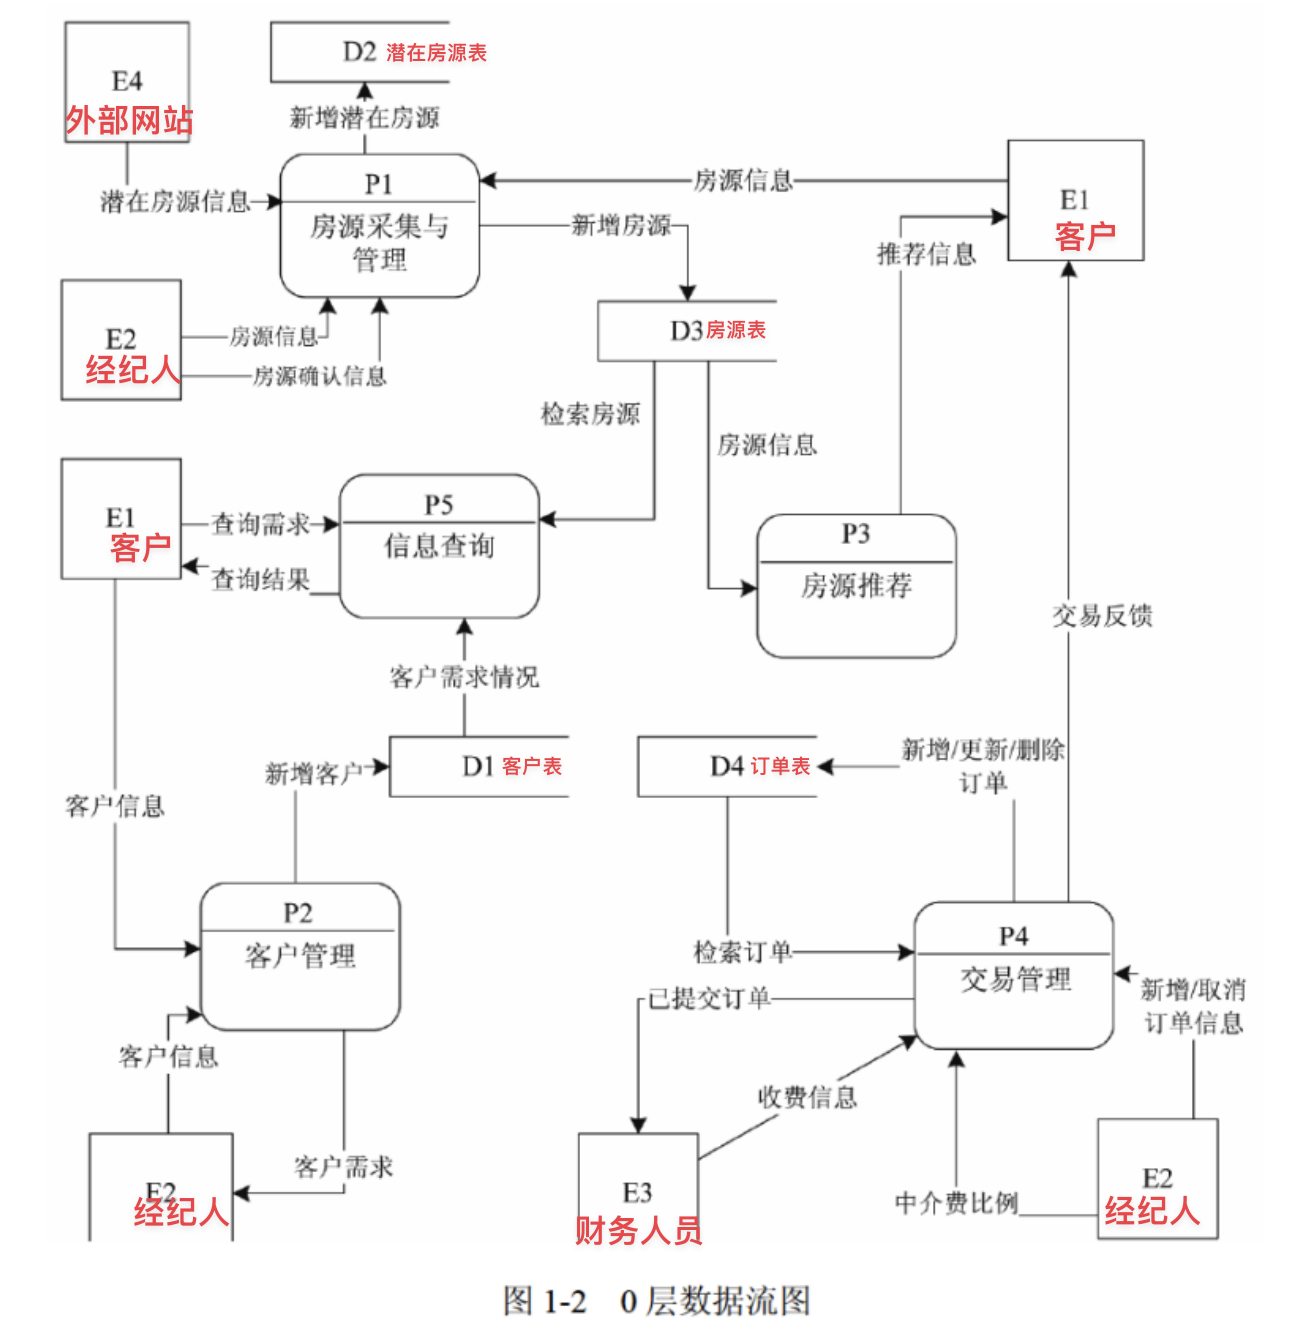 E4
外部网站
D2 潜在房源表
新增潜在房源
潜在房源信息
P1
房源采集与
管理
房源信息
新增房源
E1
客户
推荐信息
E2
经纪人
房源信息
房源确认信息
D3 房源表
检索房源
房源信息
E1
客户
查询需求
查询结果
P5
信息查询
P3
房源推荐
交易反馈
客户需求情况
新增客户
D1 客户表
D4 订单表
新增/更新/删除
订单
客户信息
P2
客户管理
P4
交易管理
检索订单
已提交订单
新增/取消
订单信息
客户信息
收费信息
客户需求
E2
经纪人
E3
财务人员
中介费比例
E2
经纪人
图 1-2 0 层数据流图